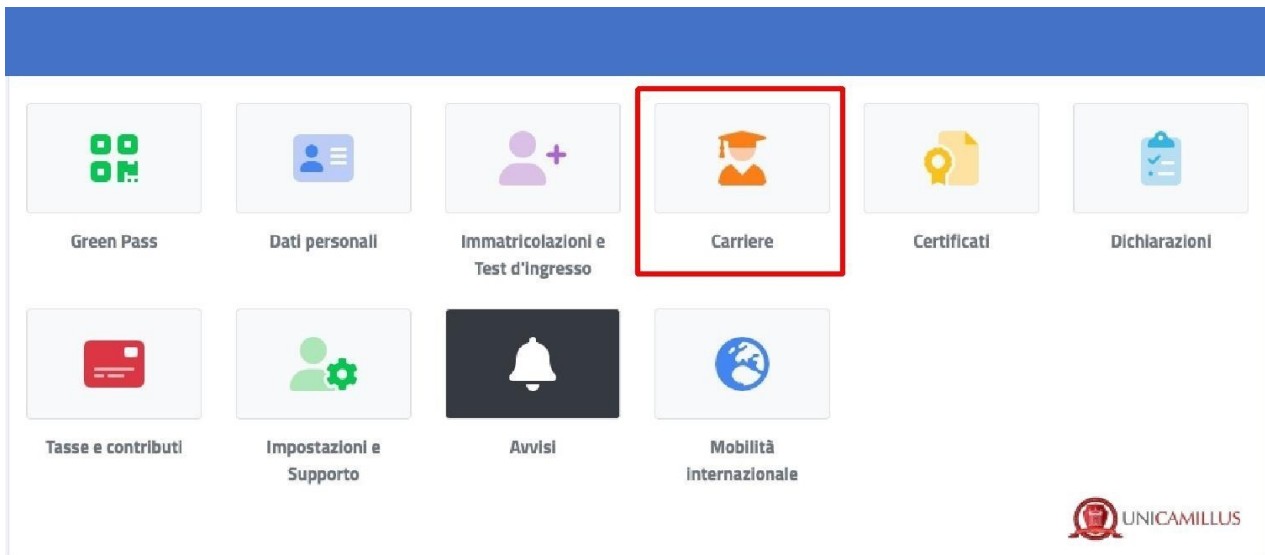 Green Pass
Dati personali
Immatricolazioni e
Test d'Ingresso
Carriere
Certificati
Dichiarazioni
Tasse e contributi
Impostazioni e
Supporto
Avvisi
Mobilità
internazionale
UNICAMILLUS